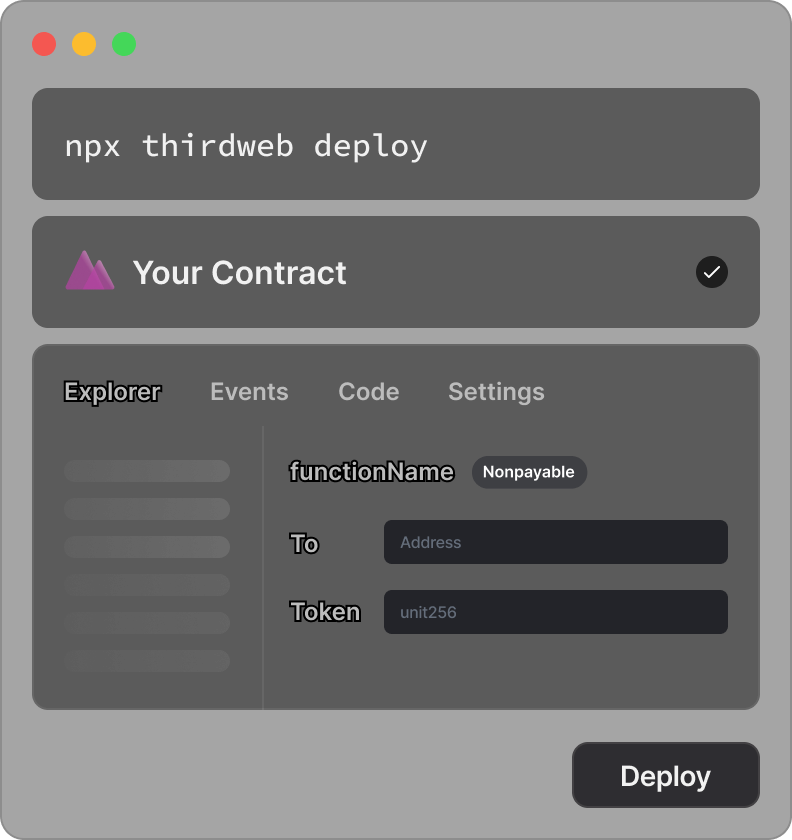 npx thirdweb deploy
Your Contract
Explorer Events Code Settings
functionName Nonpayable
To Address
Token unit256
Deploy